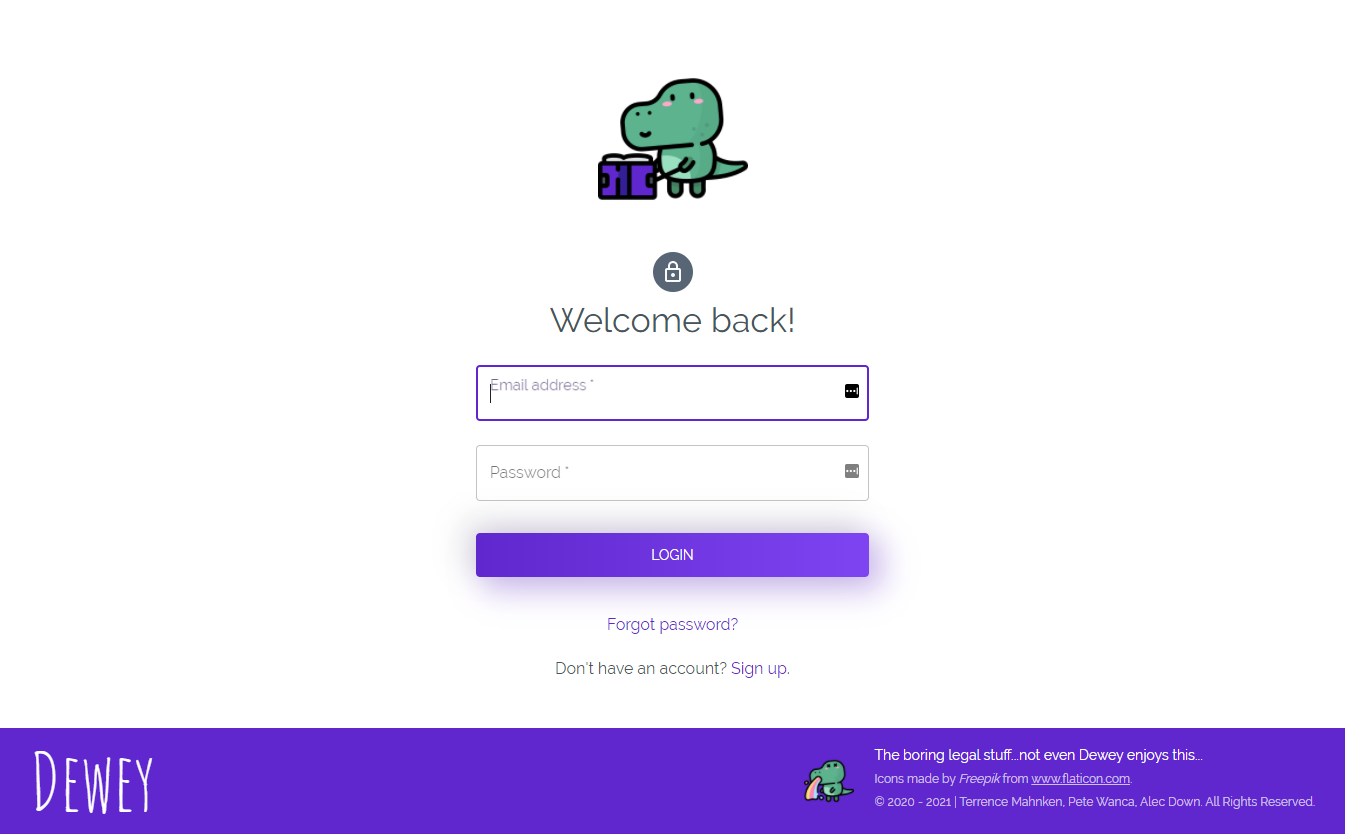 Welcome back!
Email address *
Password *
LOGIN
Forgot password?
Don't have an account? Sign up.
DEWEY
The boring legal stuff...not even Dewey enjoys this...
Icons made by Freepik from www.flaticon.com.
© 2020 - 2021 | Terrence Mahnken, Pete Wanca, Alec Down. All Rights Reserved.